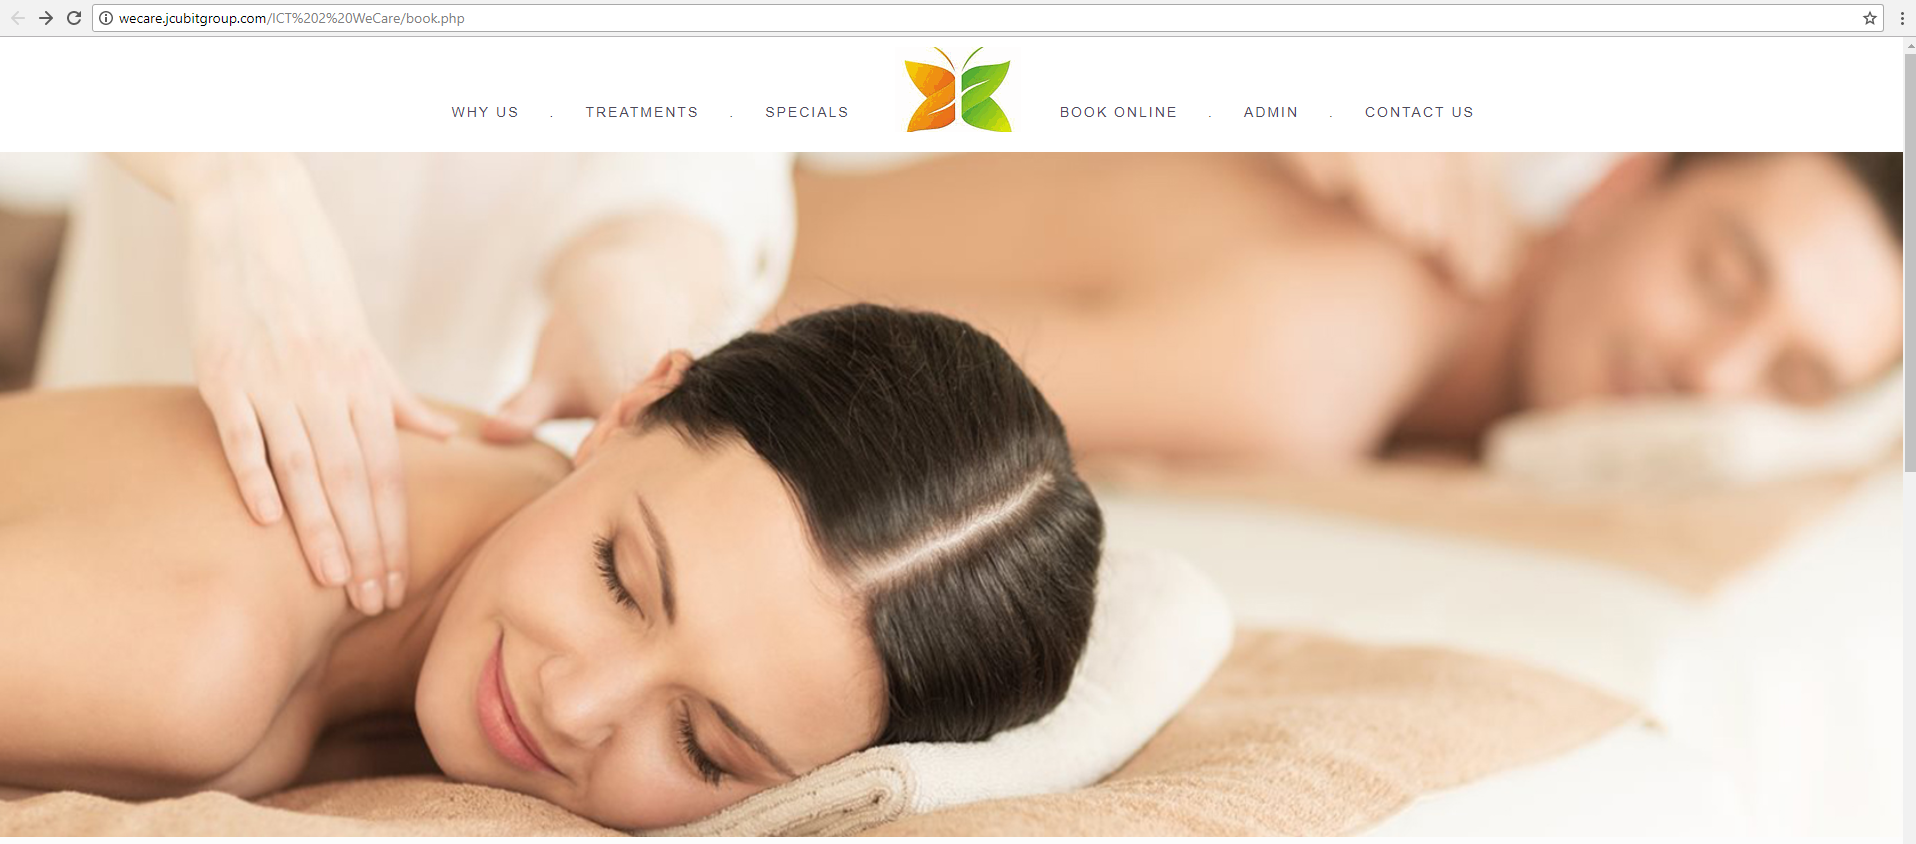 wecare.jcubitgroup.com/ICT%202%20WeCare/book.php
WHY US . TREATMENTS . SPECIALS BOOK ONLINE . ADMIN . CONTACT US